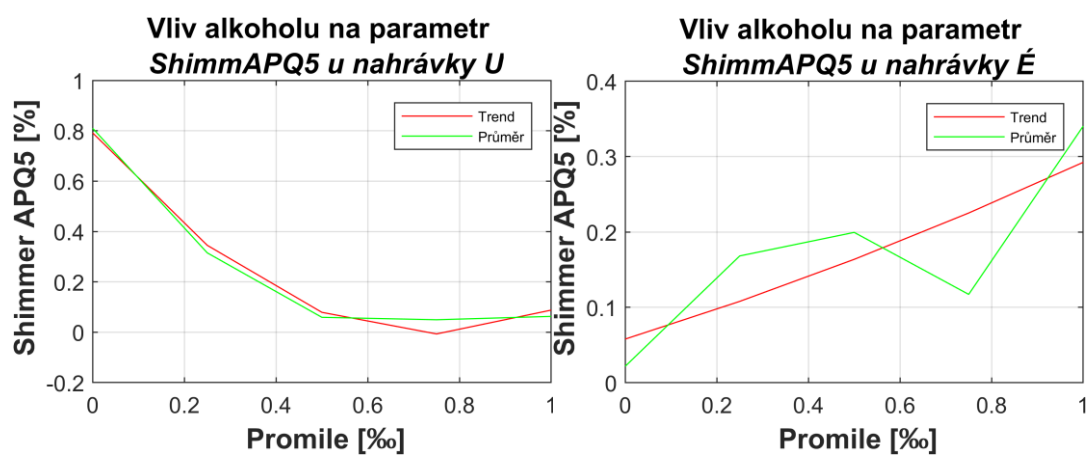 Vliv alkoholu na parametr
ShimmAPQ5 u nahrávky U
Shimmer APQ5 [%]
1
0.8
0.6
0.4
0.2
0
-0.2
Trend
Průměr
0 0.2 0.4 0.6 0.8 1
Promile [‰]
Vliv alkoholu na parametr
ShimmAPQ5 u nahrávky É
Shimmer APQ5 [%]
0.4
0.3
0.2
0.1
0
Trend
Průměr
0 0.2 0.4 0.6 0.8 1
Promile [‰]